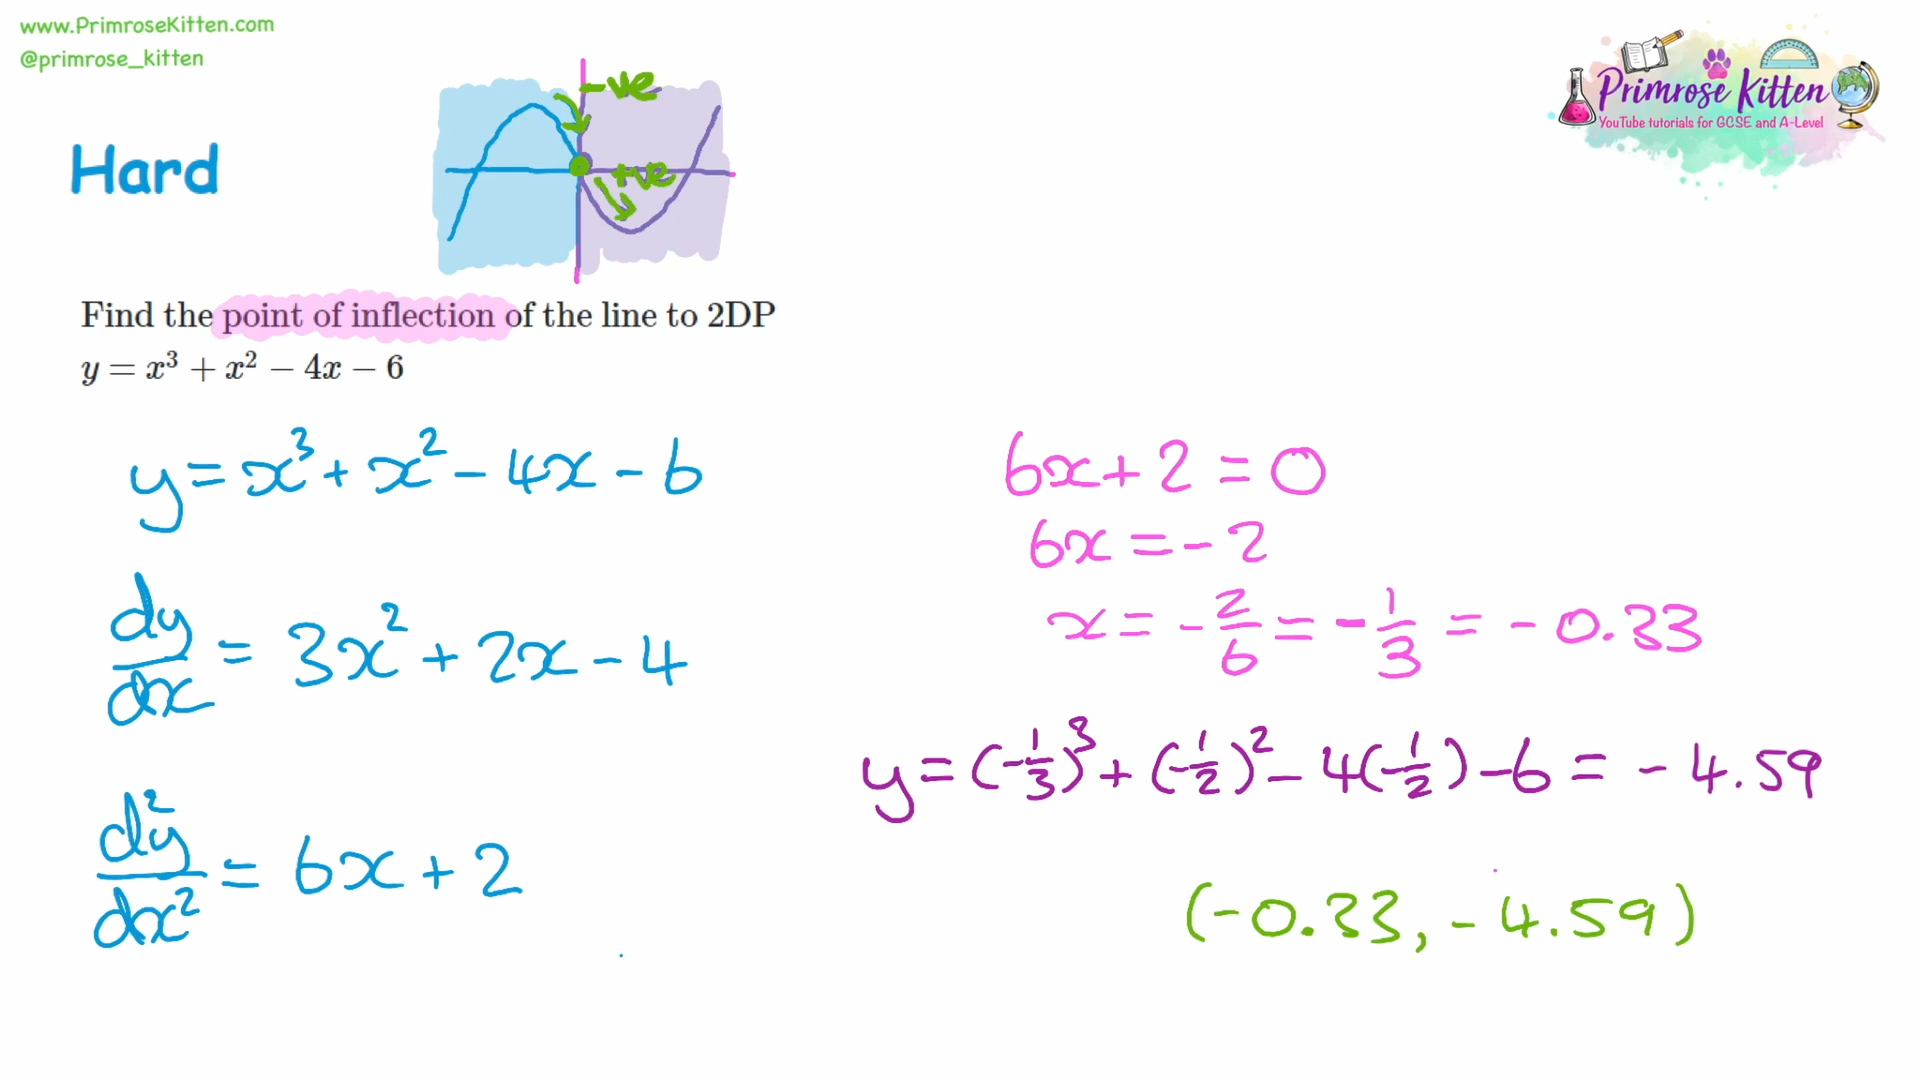 www.PrimroseKitten.com
@primrose_kitten
Primrose Kitten
YouTube tutorials for GCSE and A-Level
Hard
-ve
+ve
Find the point of inflection of the line to 2DP
y = x³ + x² − 4x − 6
y = x³ + x² − 4x − 6
dy/dx = 3x² + 2x − 4
d²y/dx² = 6x + 2
6x + 2 = 0
6x = −2
x = −2/6 = −1/3 = −0.33
y = (−1/3)³ + (−1/2)² − 4(−1/2) − 6 = −4.59
(−0.33, −4.59)